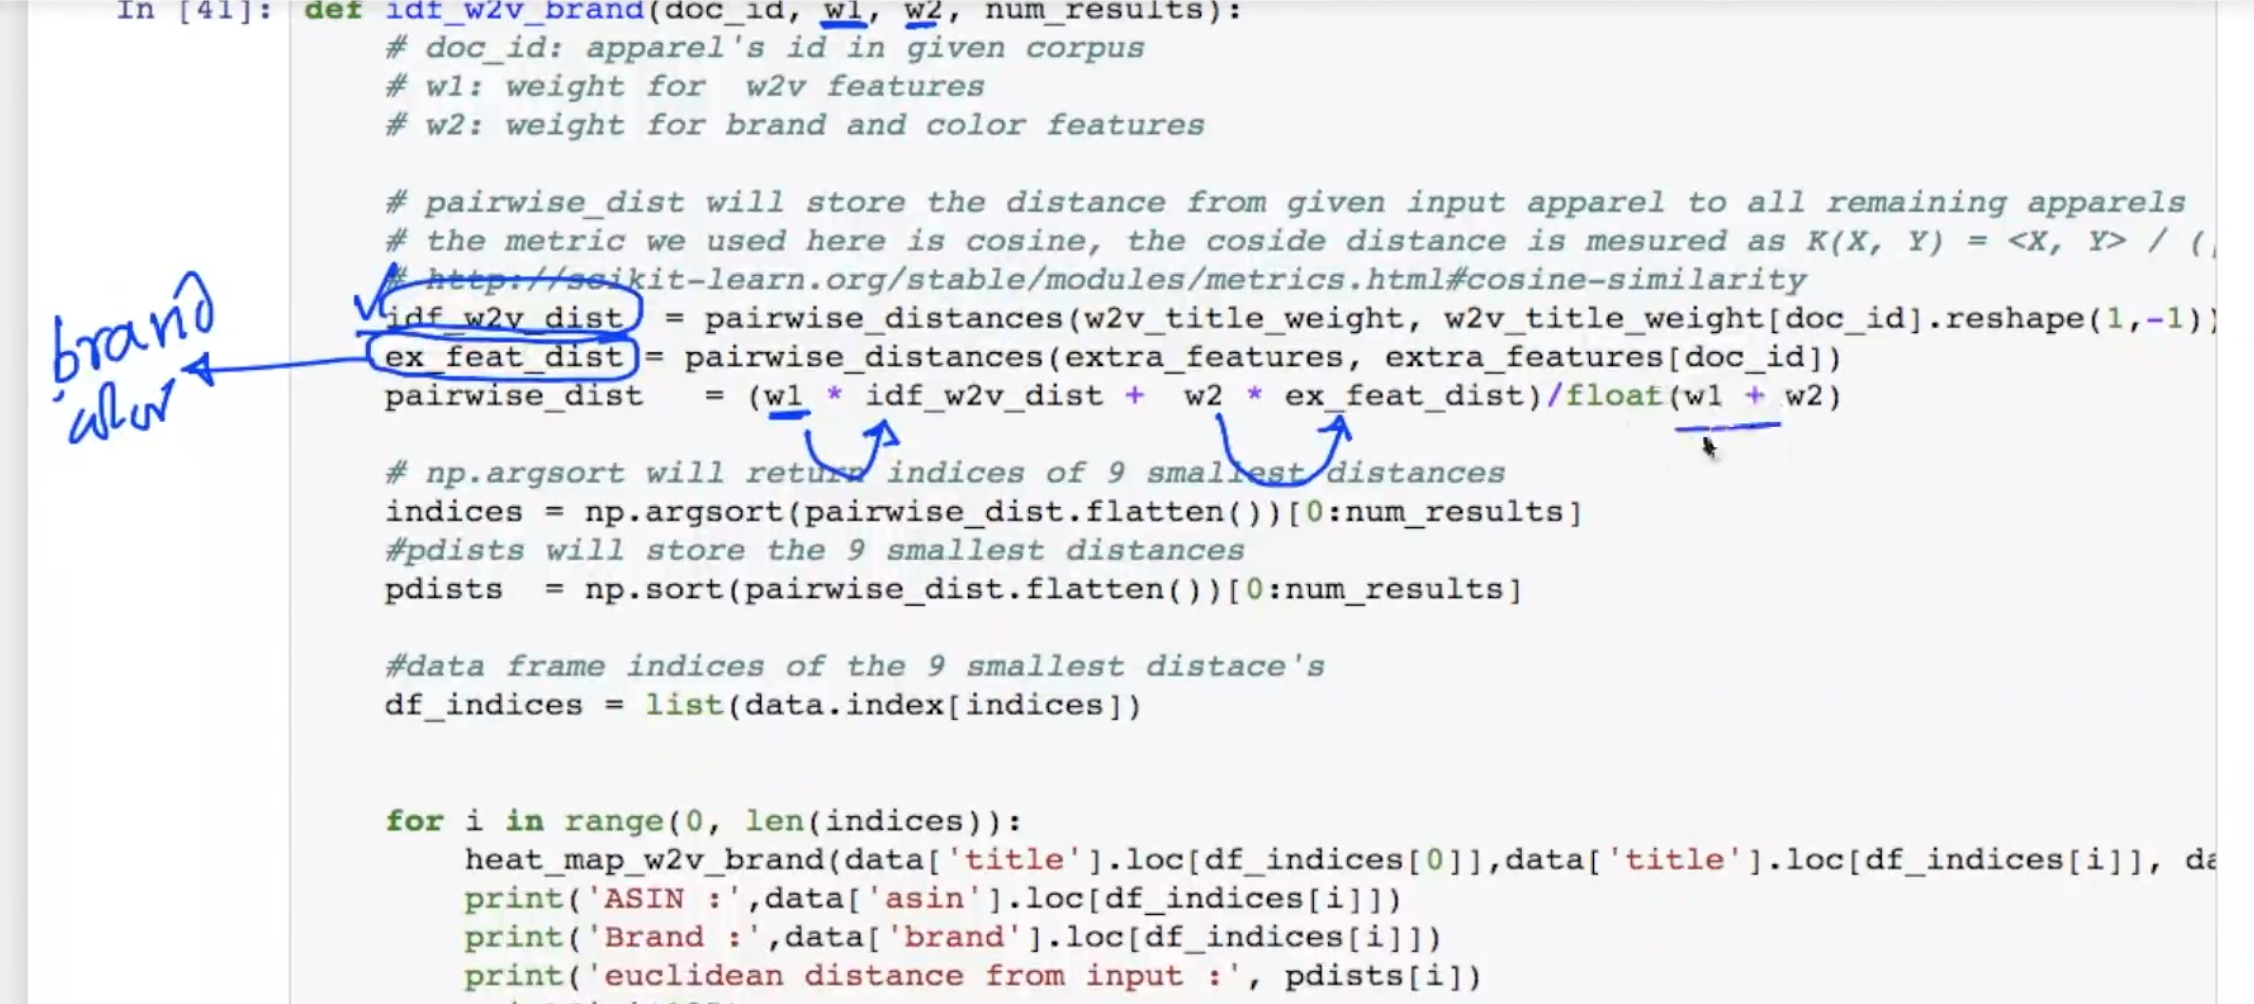 In [41]: def idf_w2v_brand(doc_id, w1, w2, num_results):
# doc_id: apparel's id in given corpus
# w1: weight for  w2v features
# w2: weight for brand and color features
# pairwise_dist will store the distance from given input apparel to all remaining apparels
# the metric we used here is cosine, the coside distance is mesured as K(X, Y) = <X, Y> / (
# http://scikit-learn.org/stable/modules/metrics.html#cosine-similarity
idf_w2v_dist  = pairwise_distances(w2v_title_weight, w2v_title_weight[doc_id].reshape(1,-1))
ex_feat_dist = pairwise_distances(extra_features, extra_features[doc_id])
pairwise_dist   = (w1 * idf_w2v_dist +  w2 * ex_feat_dist)/float(w1 + w2)
brand
color
# np.argsort will return indices of 9 smallest distances
indices = np.argsort(pairwise_dist.flatten())[0:num_results]
#pdists will store the 9 smallest distances
pdists  = np.sort(pairwise_dist.flatten())[0:num_results]
#data frame indices of the 9 smallest distace's
df_indices = list(data.index[indices])
for i in range(0, len(indices)):
heat_map_w2v_brand(data['title'].loc[df_indices[0]],data['title'].loc[df_indices[i]], da
print('ASIN :',data['asin'].loc[df_indices[i]])
print('Brand :',data['brand'].loc[df_indices[i]])
print('euclidean distance from input :', pdists[i])